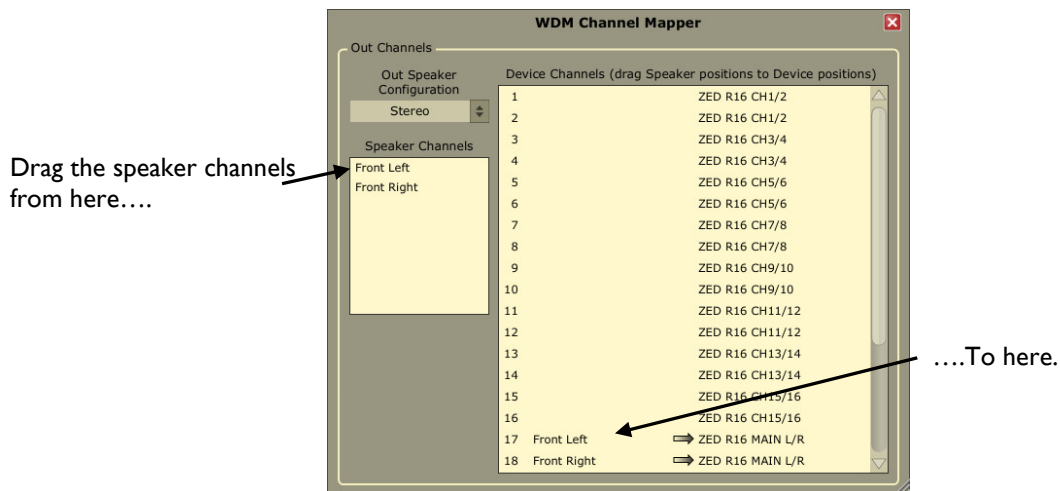 WDM Channel Mapper
Out Channels
Out Speaker
Configuration
Stereo
Speaker Channels
Front Left
Front Right
Device Channels (drag Speaker positions to Device positions)
1 ZED R16 CH1/2
2 ZED R16 CH1/2
3 ZED R16 CH3/4
4 ZED R16 CH3/4
5 ZED R16 CH5/6
6 ZED R16 CH5/6
7 ZED R16 CH7/8
8 ZED R16 CH7/8
9 ZED R16 CH9/10
10 ZED R16 CH9/10
11 ZED R16 CH11/12
12 ZED R16 CH11/12
13 ZED R16 CH13/14
14 ZED R16 CH13/14
15 ZED R16 CH15/16
16 ZED R16 CH15/16
17 Front Left ZED R16 MAIN L/R
18 Front Right ZED R16 MAIN L/R
Drag the speaker channels
from here….
….To here.